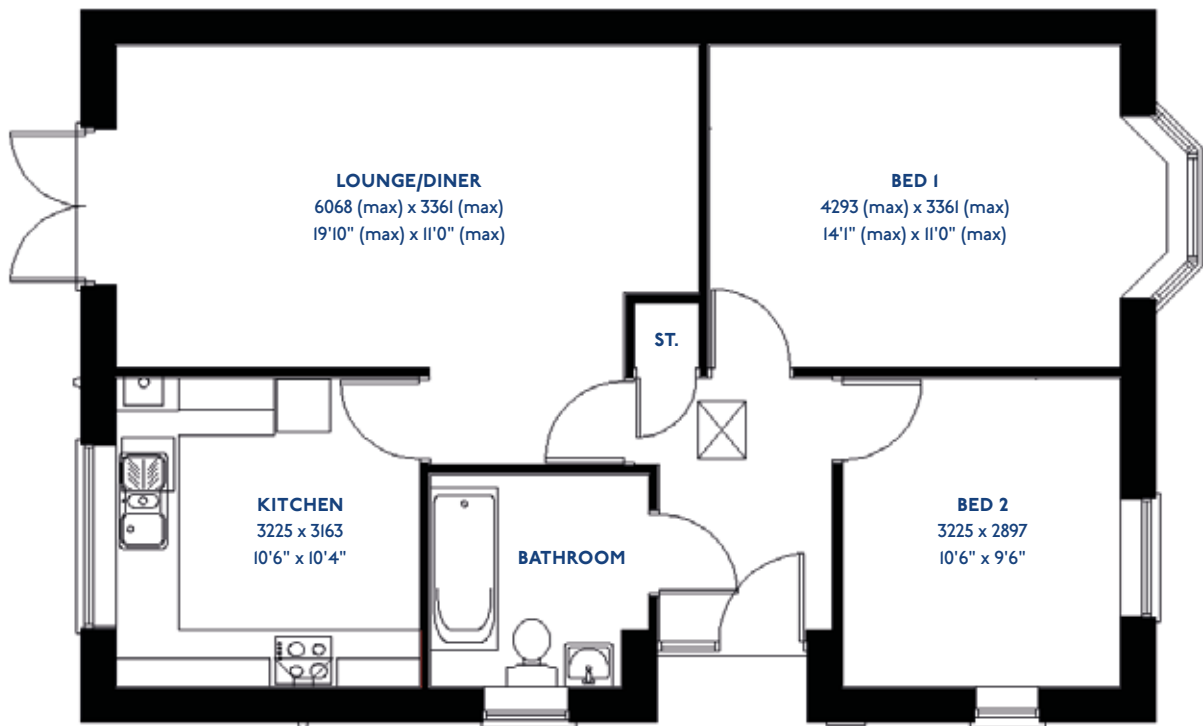 LOUNGE/DINER
6068 (max) x 3361 (max)
19'10" (max) x 11'0" (max)
BED 1
4293 (max) x 3361 (max)
14'1" (max) x 11'0" (max)
ST.
KITCHEN
3225 x 3163
10'6" x 10'4"
BATHROOM
BED 2
3225 x 2897
10'6" x 9'6"